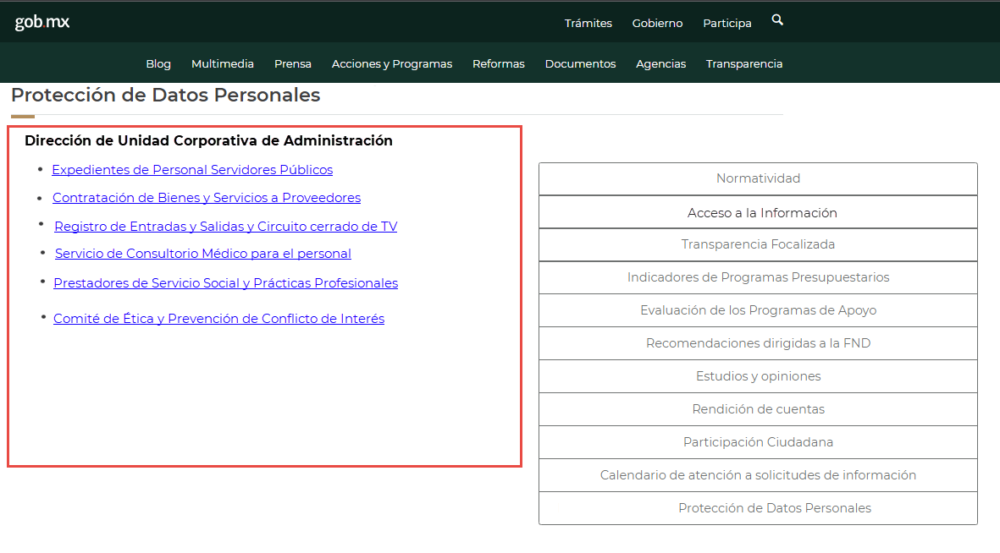 gob.mx
Trámites Gobierno Participa
Blog Multimedia Prensa Acciones y Programas Reformas Documentos Agencias Transparencia
Protección de Datos Personales
Dirección de Unidad Corporativa de Administración
• Expedientes de Personal Servidores Públicos
• Contratación de Bienes y Servicios a Proveedores
• Registro de Entradas y Salidas y Circuito cerrado de TV
• Servicio de Consultorio Médico para el personal
• Prestadores de Servicio Social y Prácticas Profesionales
• Comité de Ética y Prevención de Conflicto de Interés
Normatividad
Acceso a la Información
Transparencia Focalizada
Indicadores de Programas Presupuestarios
Evaluación de los Programas de Apoyo
Recomendaciones dirigidas a la FND
Estudios y opiniones
Rendición de cuentas
Participación Ciudadana
Calendario de atención a solicitudes de información
Protección de Datos Personales